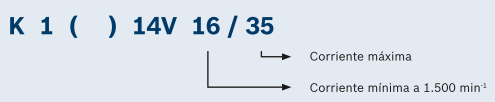 K 1 ( ) 14V 16 / 35
Corriente máxima
Corriente mínima a 1.500 min⁻¹